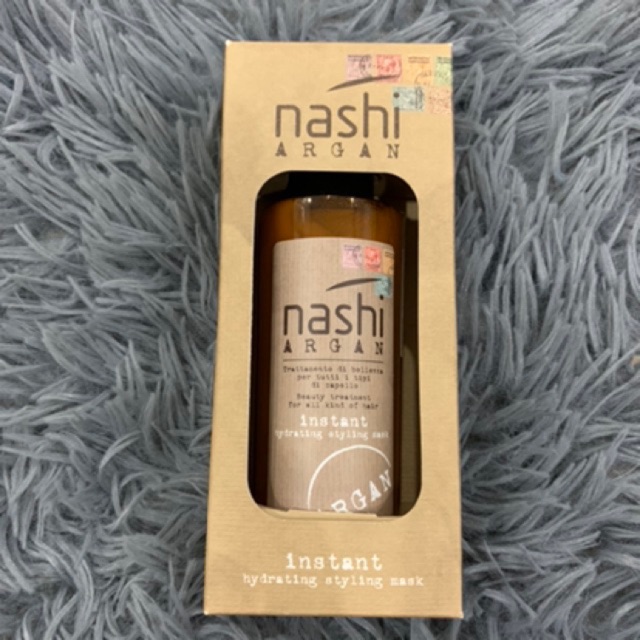 nashi
ARGAN
nashi
ARGAN
Trattamento di bellezza
per tutti i tipi
di capelli
Beauty treatment
for all kind of hair
instant
hydrating styling mask
ARGAN
instant
hydrating styling mask